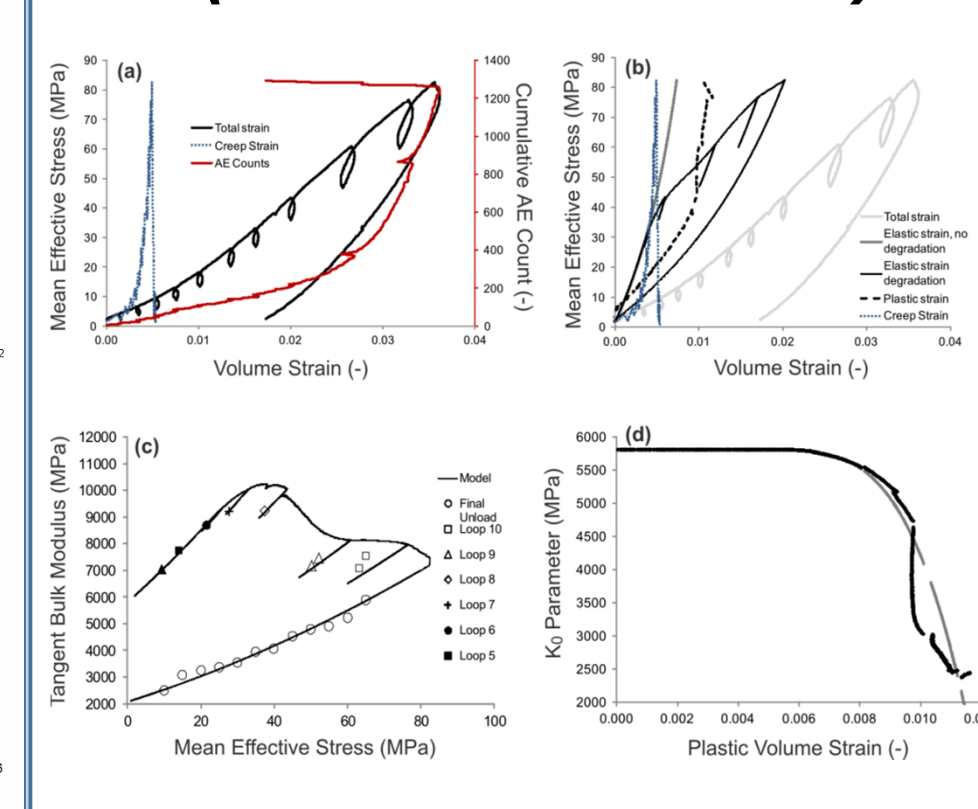 (a)
Mean Effective Stress (MPa)
90
80
70
60
50
40
30
20
10
0
Total strain
Creep Strain
AE Counts
1400
1200
1000
800
600
400
200
0
Cumulative AE Count (-)
0.00 0.01 0.02 0.03 0.04
Volume Strain (-)
(b)
Mean Effective Stress (MPa)
90
80
70
60
50
40
30
20
10
0
Total strain
Elastic strain, no
degradation
Elastic strain
degradation
Plastic strain
Creep Strain
0.00 0.01 0.02 0.03 0.04
Volume Strain (-)
2
(c)
Tangent Bulk Modulus (MPa)
12000
11000
10000
9000
8000
7000
6000
5000
4000
3000
2000
Model
Final
Unload
Loop 10
Loop 9
Loop 8
Loop 7
Loop 6
Loop 5
0 20 40 60 80 100
Mean Effective Stress (MPa)
(d)
K₀ Parameter (MPa)
6000
5500
5000
4500
4000
3500
3000
2500
2000
0.000 0.002 0.004 0.006 0.008 0.010
Plastic Volume Strain (-)